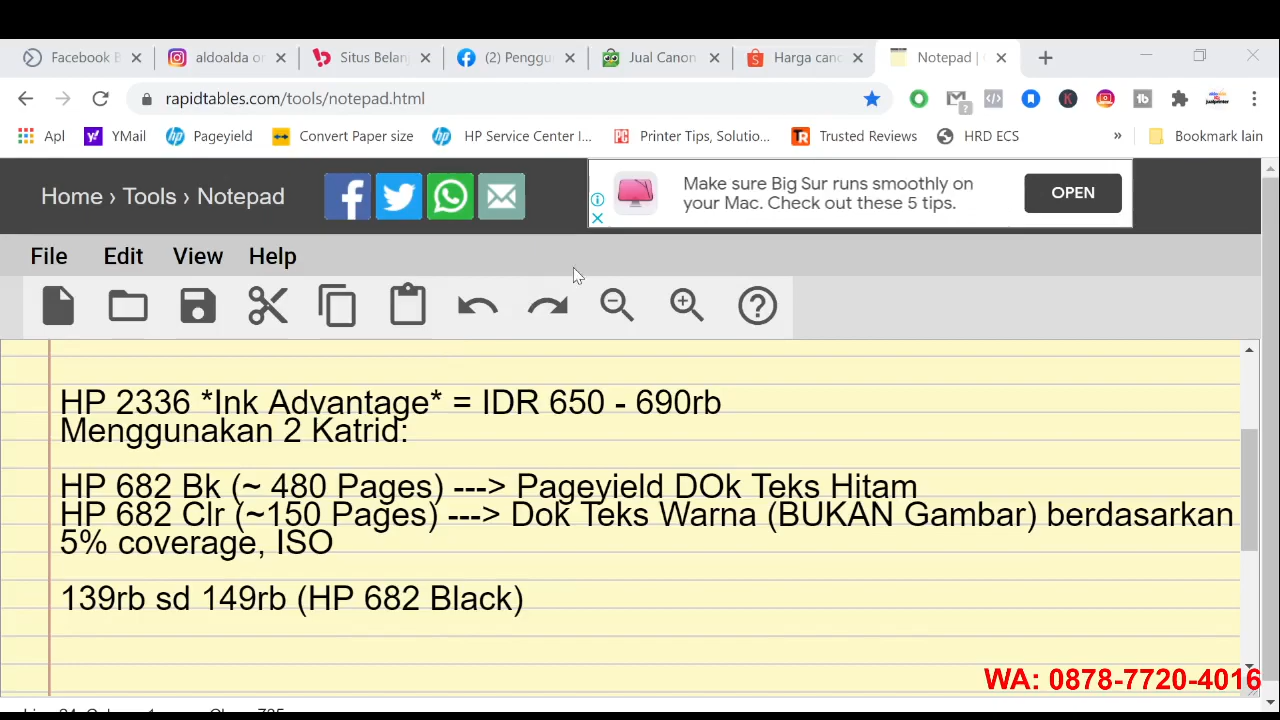 Facebook B
aldoalda on
Situs Belanj
(2) Penggu
Jual Canon
Harga cano
Notepad |
rapidtables.com/tools/notepad.html
Apl
YMail
Pageyield
Convert Paper size
HP Service Center I...
Printer Tips, Solutio...
Trusted Reviews
HRD ECS
»
Bookmark lain
Home › Tools › Notepad
Make sure Big Sur runs smoothly on
your Mac. Check out these 5 tips.
OPEN
File Edit View Help
HP 2336 *Ink Advantage* = IDR 650 - 690rb
Menggunakan 2 Katrid:
HP 682 Bk (~ 480 Pages) ---> Pageyield DOk Teks Hitam
HP 682 Clr (~150 Pages) ---> Dok Teks Warna (BUKAN Gambar) berdasarkan
5% coverage, ISO
139rb sd 149rb (HP 682 Black)
WA: 0878-7720-4016